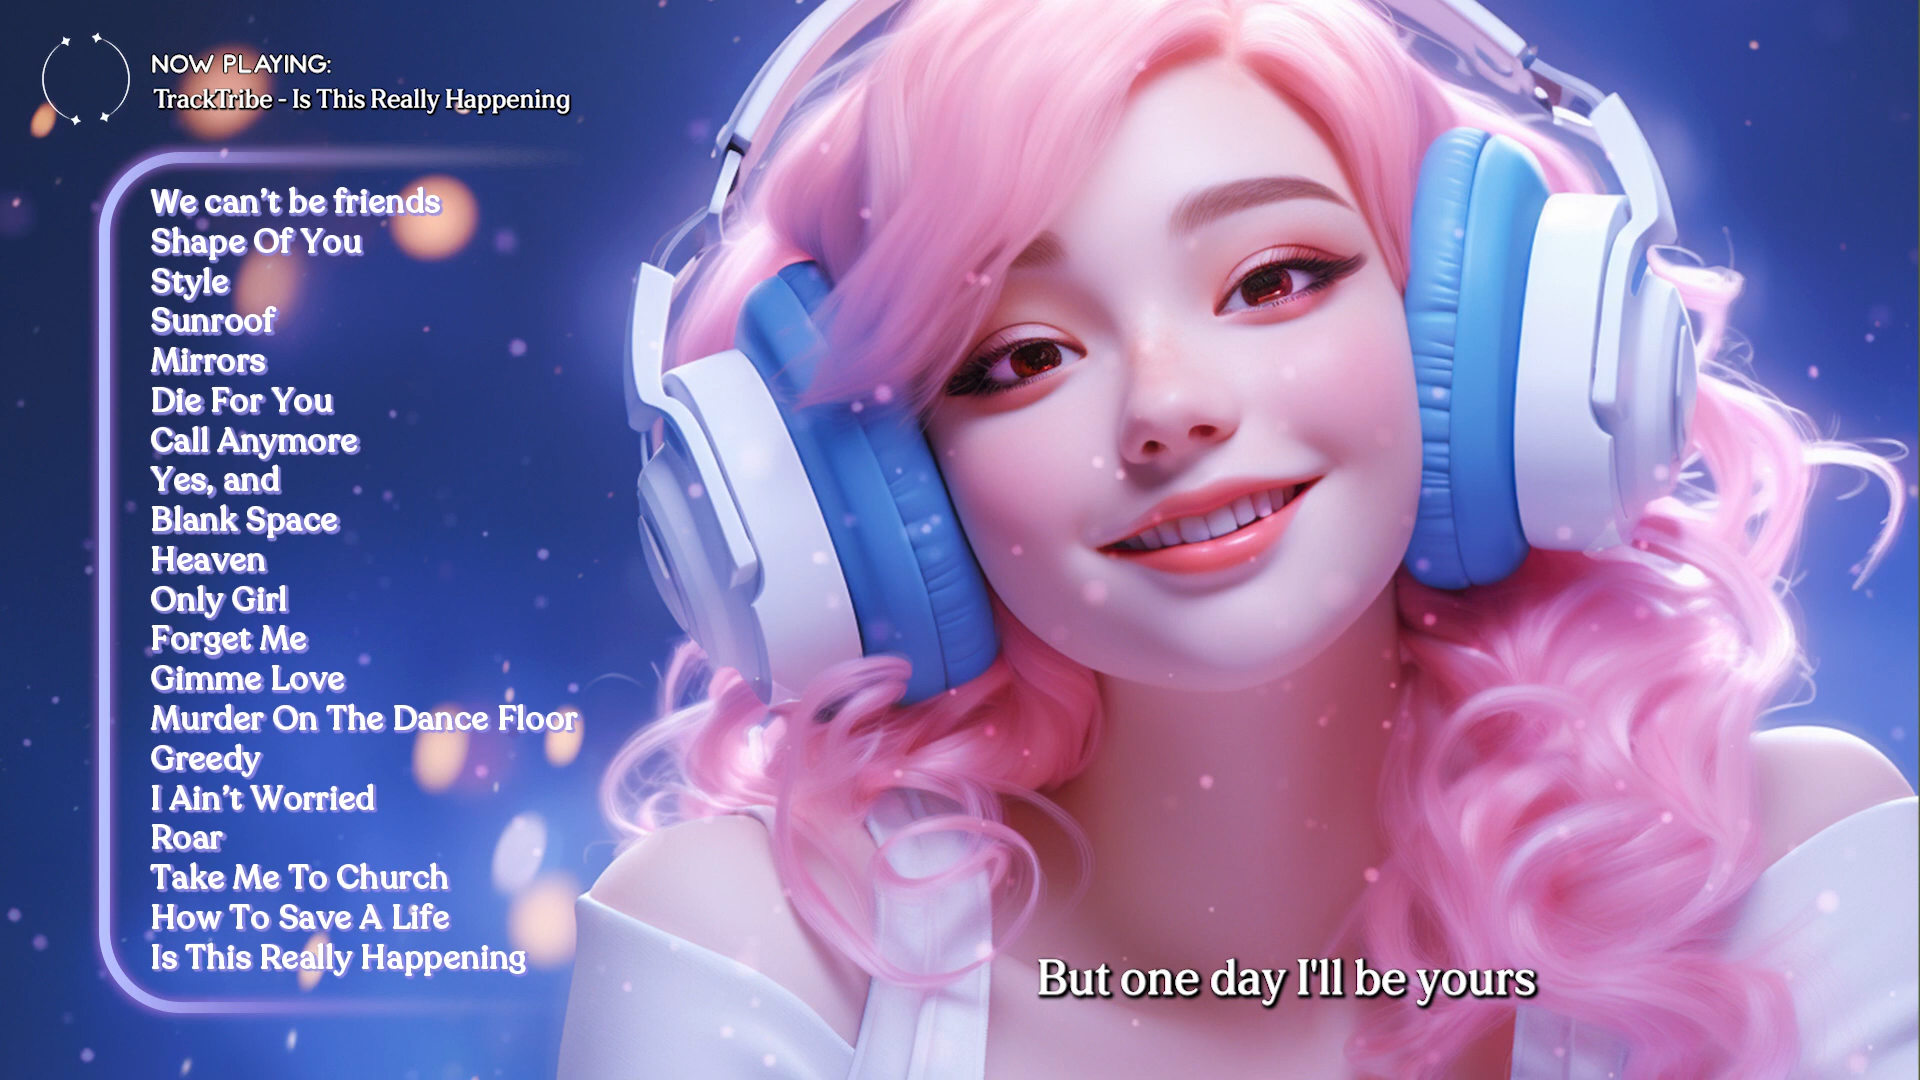 NOW PLAYING:
TrackTribe - Is This Really Happening
We can't be friends
Shape Of You
Style
Sunroof
Mirrors
Die For You
Call Anymore
Yes, and
Blank Space
Heaven
Only Girl
Forget Me
Gimme Love
Murder On The Dance Floor
Greedy
I Ain't Worried
Roar
Take Me To Church
How To Save A Life
Is This Really Happening
But one day I'll be yours